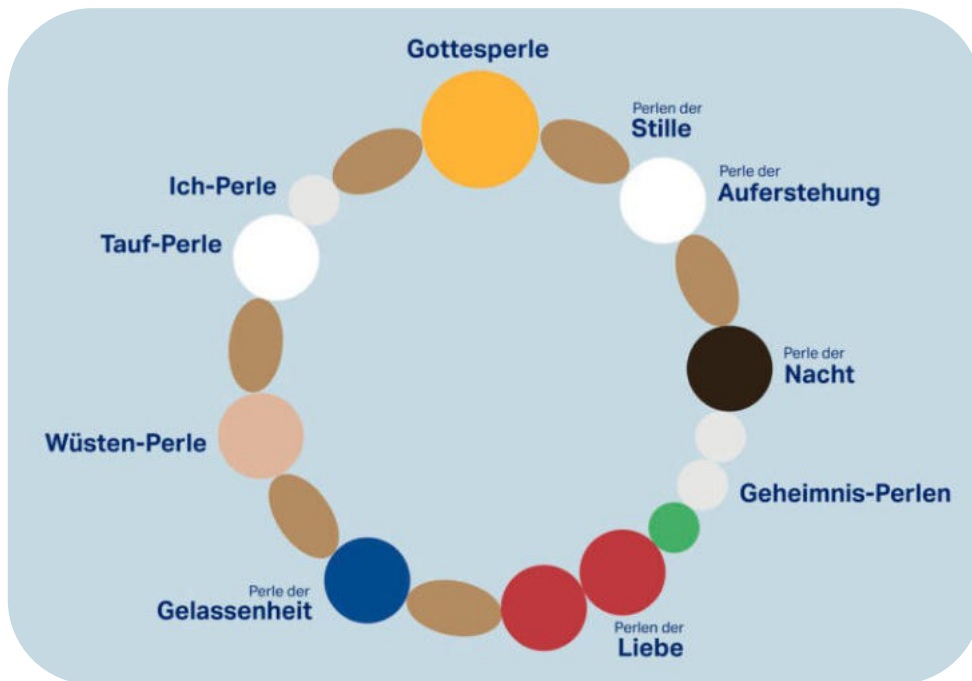 Gottesperle
Perlen der
Stille
Perle der
Auferstehung
Ich-Perle
Tauf-Perle
Perle der
Nacht
Wüsten-Perle
Geheimnis-Perlen
Perle der
Gelassenheit
Perlen der
Liebe